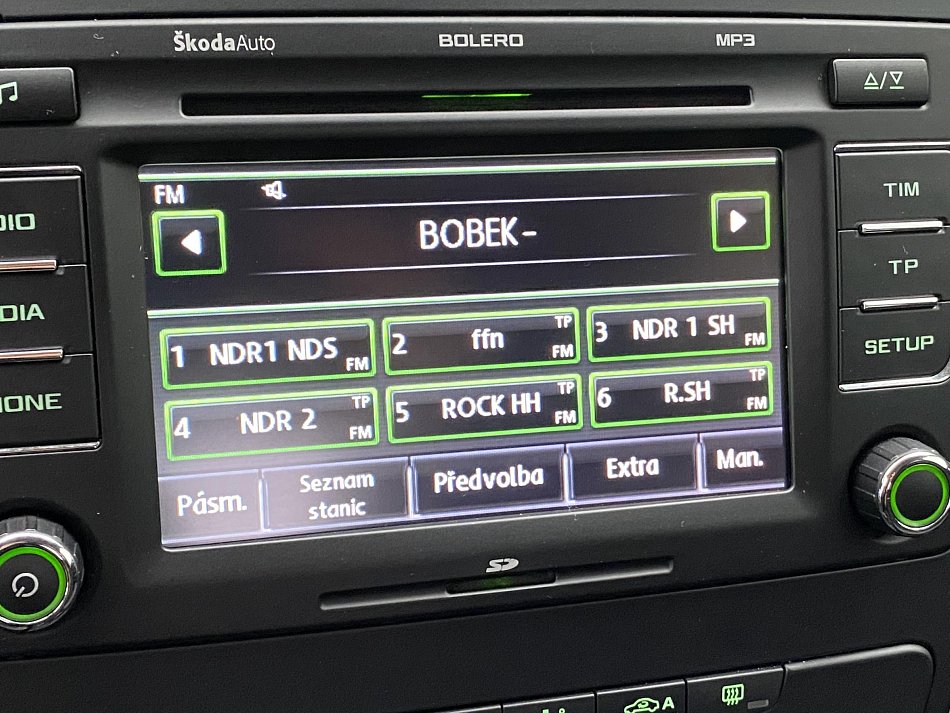 ŠkodaAuto
BOLERO
MP3
FM
BOBEK-
1 NDR1 NDS FM
2 ffn TP FM
3 NDR 1 SH FM
4 NDR 2 TP FM
5 ROCK HH TP FM
6 R.SH TP FM
Pásm.
Seznam
stanic
Předvolba
Extra
Man.
DIO
DIA
HONE
TIM
TP
SETUP
SD
A